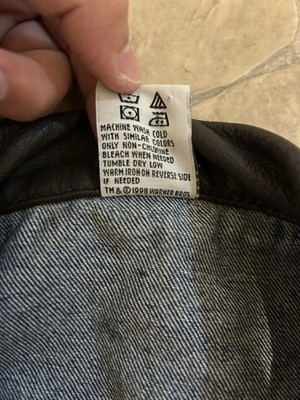 MACHINE WASH COLD
WITH SIMILAR COLORS
ONLY NON-CHLORINE
BLEACH WHEN NEEDED
TUMBLE DRY LOW
WARM IRON ON REVERSE SIDE
IF NEEDED
TM & © 1998 WARNER BROS.